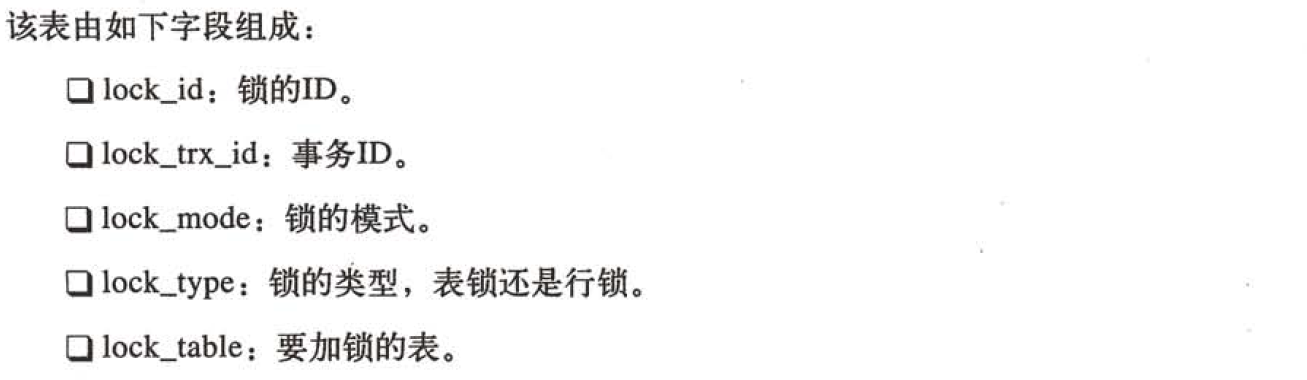 该表由如下字段组成：
❏ lock_id：锁的ID。
❏ lock_trx_id：事务ID。
❏ lock_mode：锁的模式。
❏ lock_type：锁的类型，表锁还是行锁。
❏ lock_table：要加锁的表。